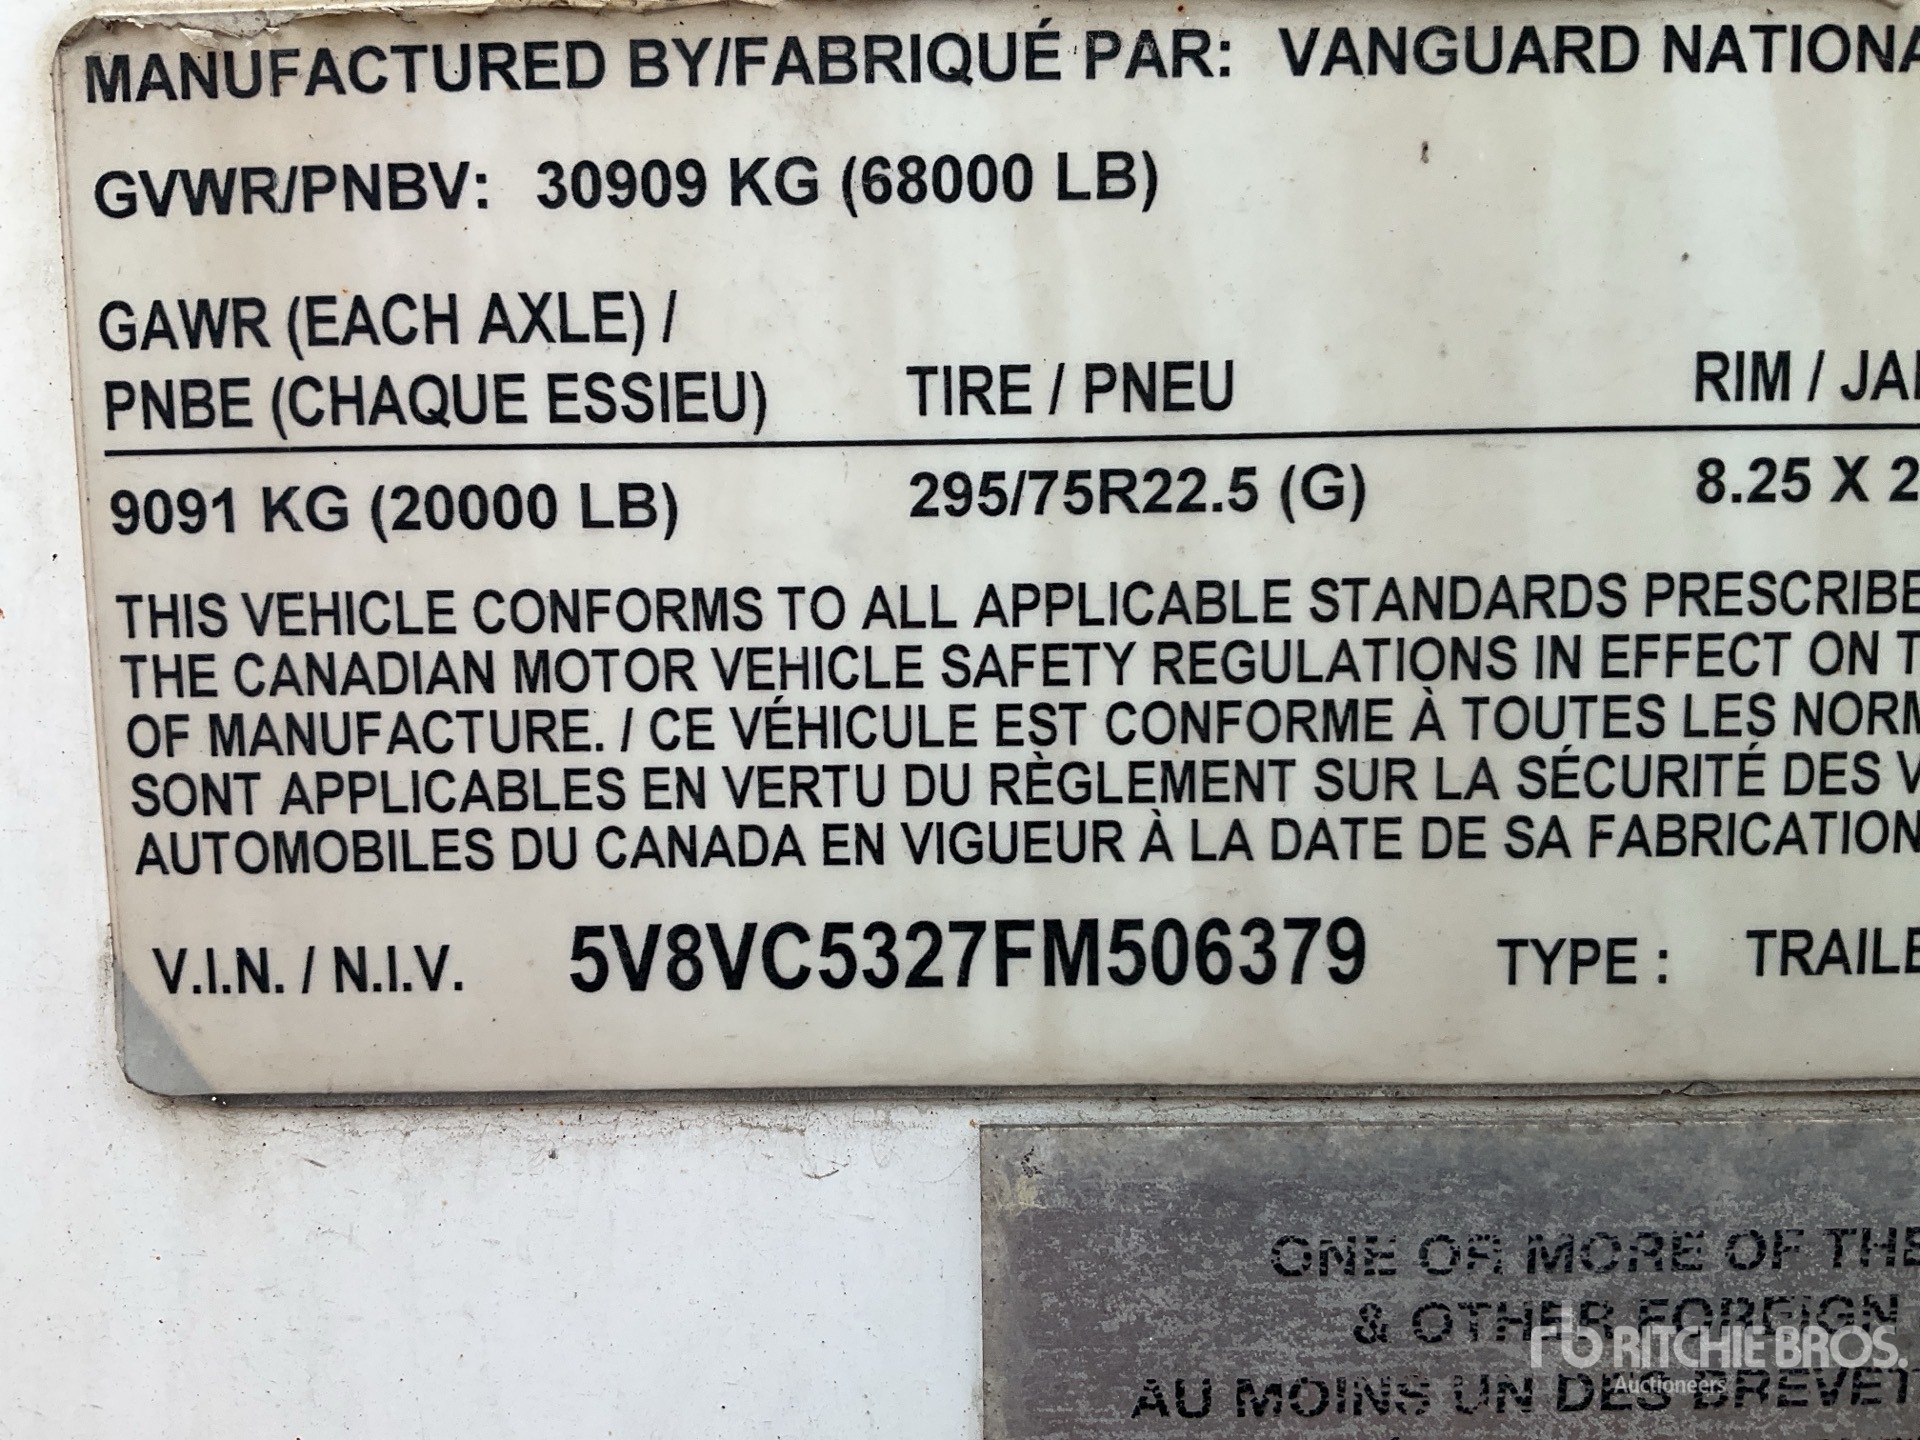 MANUFACTURED BY/FABRIQUÉ PAR: VANGUARD NATIONA
GVWR/PNBV: 30909 KG (68000 LB)
GAWR (EACH AXLE) /
PNBE (CHAQUE ESSIEU) TIRE / PNEU RIM / JAN
9091 KG (20000 LB) 295/75R22.5 (G) 8.25 X 2
THIS VEHICLE CONFORMS TO ALL APPLICABLE STANDARDS PRESCRIBE
THE CANADIAN MOTOR VEHICLE SAFETY REGULATIONS IN EFFECT ON T
OF MANUFACTURE. / CE VÉHICULE EST CONFORME À TOUTES LES NORM
SONT APPLICABLES EN VERTU DU RÈGLEMENT SUR LA SÉCURITÉ DES V
AUTOMOBILES DU CANADA EN VIGUEUR À LA DATE DE SA FABRICATION
V.I.N. / N.I.V. 5V8VC5327FM506379 TYPE : TRAILE
ONE OR MORE OF THE
& OTHER FOREIGN
rb RITCHIE BROS.
Auctioneers
AU MOINS UN DES BREVET